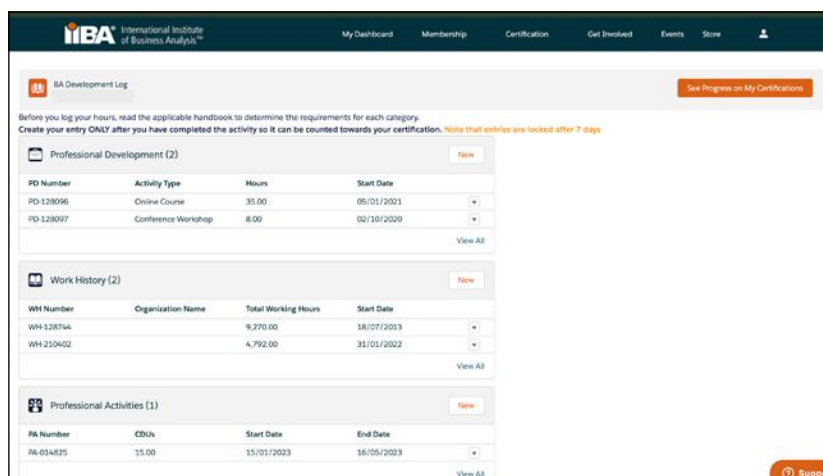 iiBA® International Institute of Business Analysis™
My Dashboard Membership Certification Get Involved Events Store
BA Development Log
See Progress on My Certifications
Before you log your hours, read the applicable handbook to determine the requirements for each category.
Create your entry ONLY after you have completed the activity so it can be counted towards your certification. Note that entries are locked after 7 days
Professional Development (2) New
PD Number Activity Type Hours Start Date
PD-128096 Online Course 35.00 05/01/2021
PD-128097 Conference Workshop 8.00 02/10/2020
View All
Work History (2) New
WH Number Organization Name Total Working Hours Start Date
WH-128744 9,270.00 18/07/2013
WH-210402 4,792.00 31/01/2022
View All
Professional Activities (1) New
PA Number CDUs Start Date End Date
PA-014825 15.00 15/01/2023 16/05/2023
View All